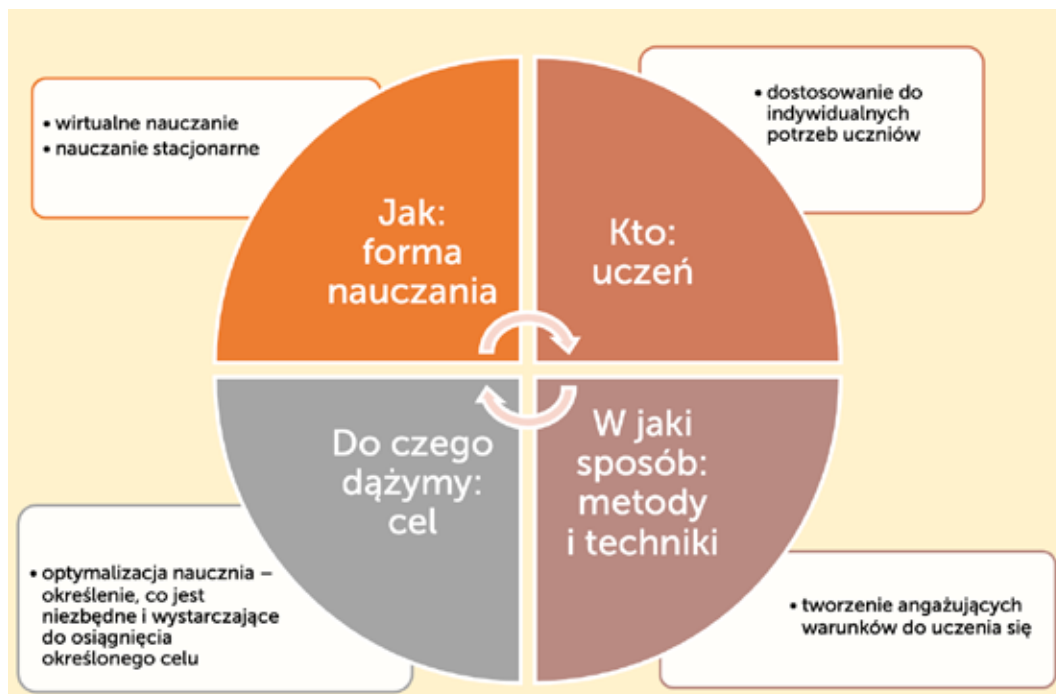 • wirtualne nauczanie
• nauczanie stacjonarne
Jak:
forma
nauczania
• dostosowanie do
indywidualnych
potrzeb uczniów
Kto:
uczeń
Do czego
dążymy:
cel
• optymalizacja naucznia –
określenie, co jest
niezbędne i wystarczające
do osiągnięcia
określonego celu
W jaki
sposób:
metody
i techniki
• tworzenie angażujących
warunków do uczenia się